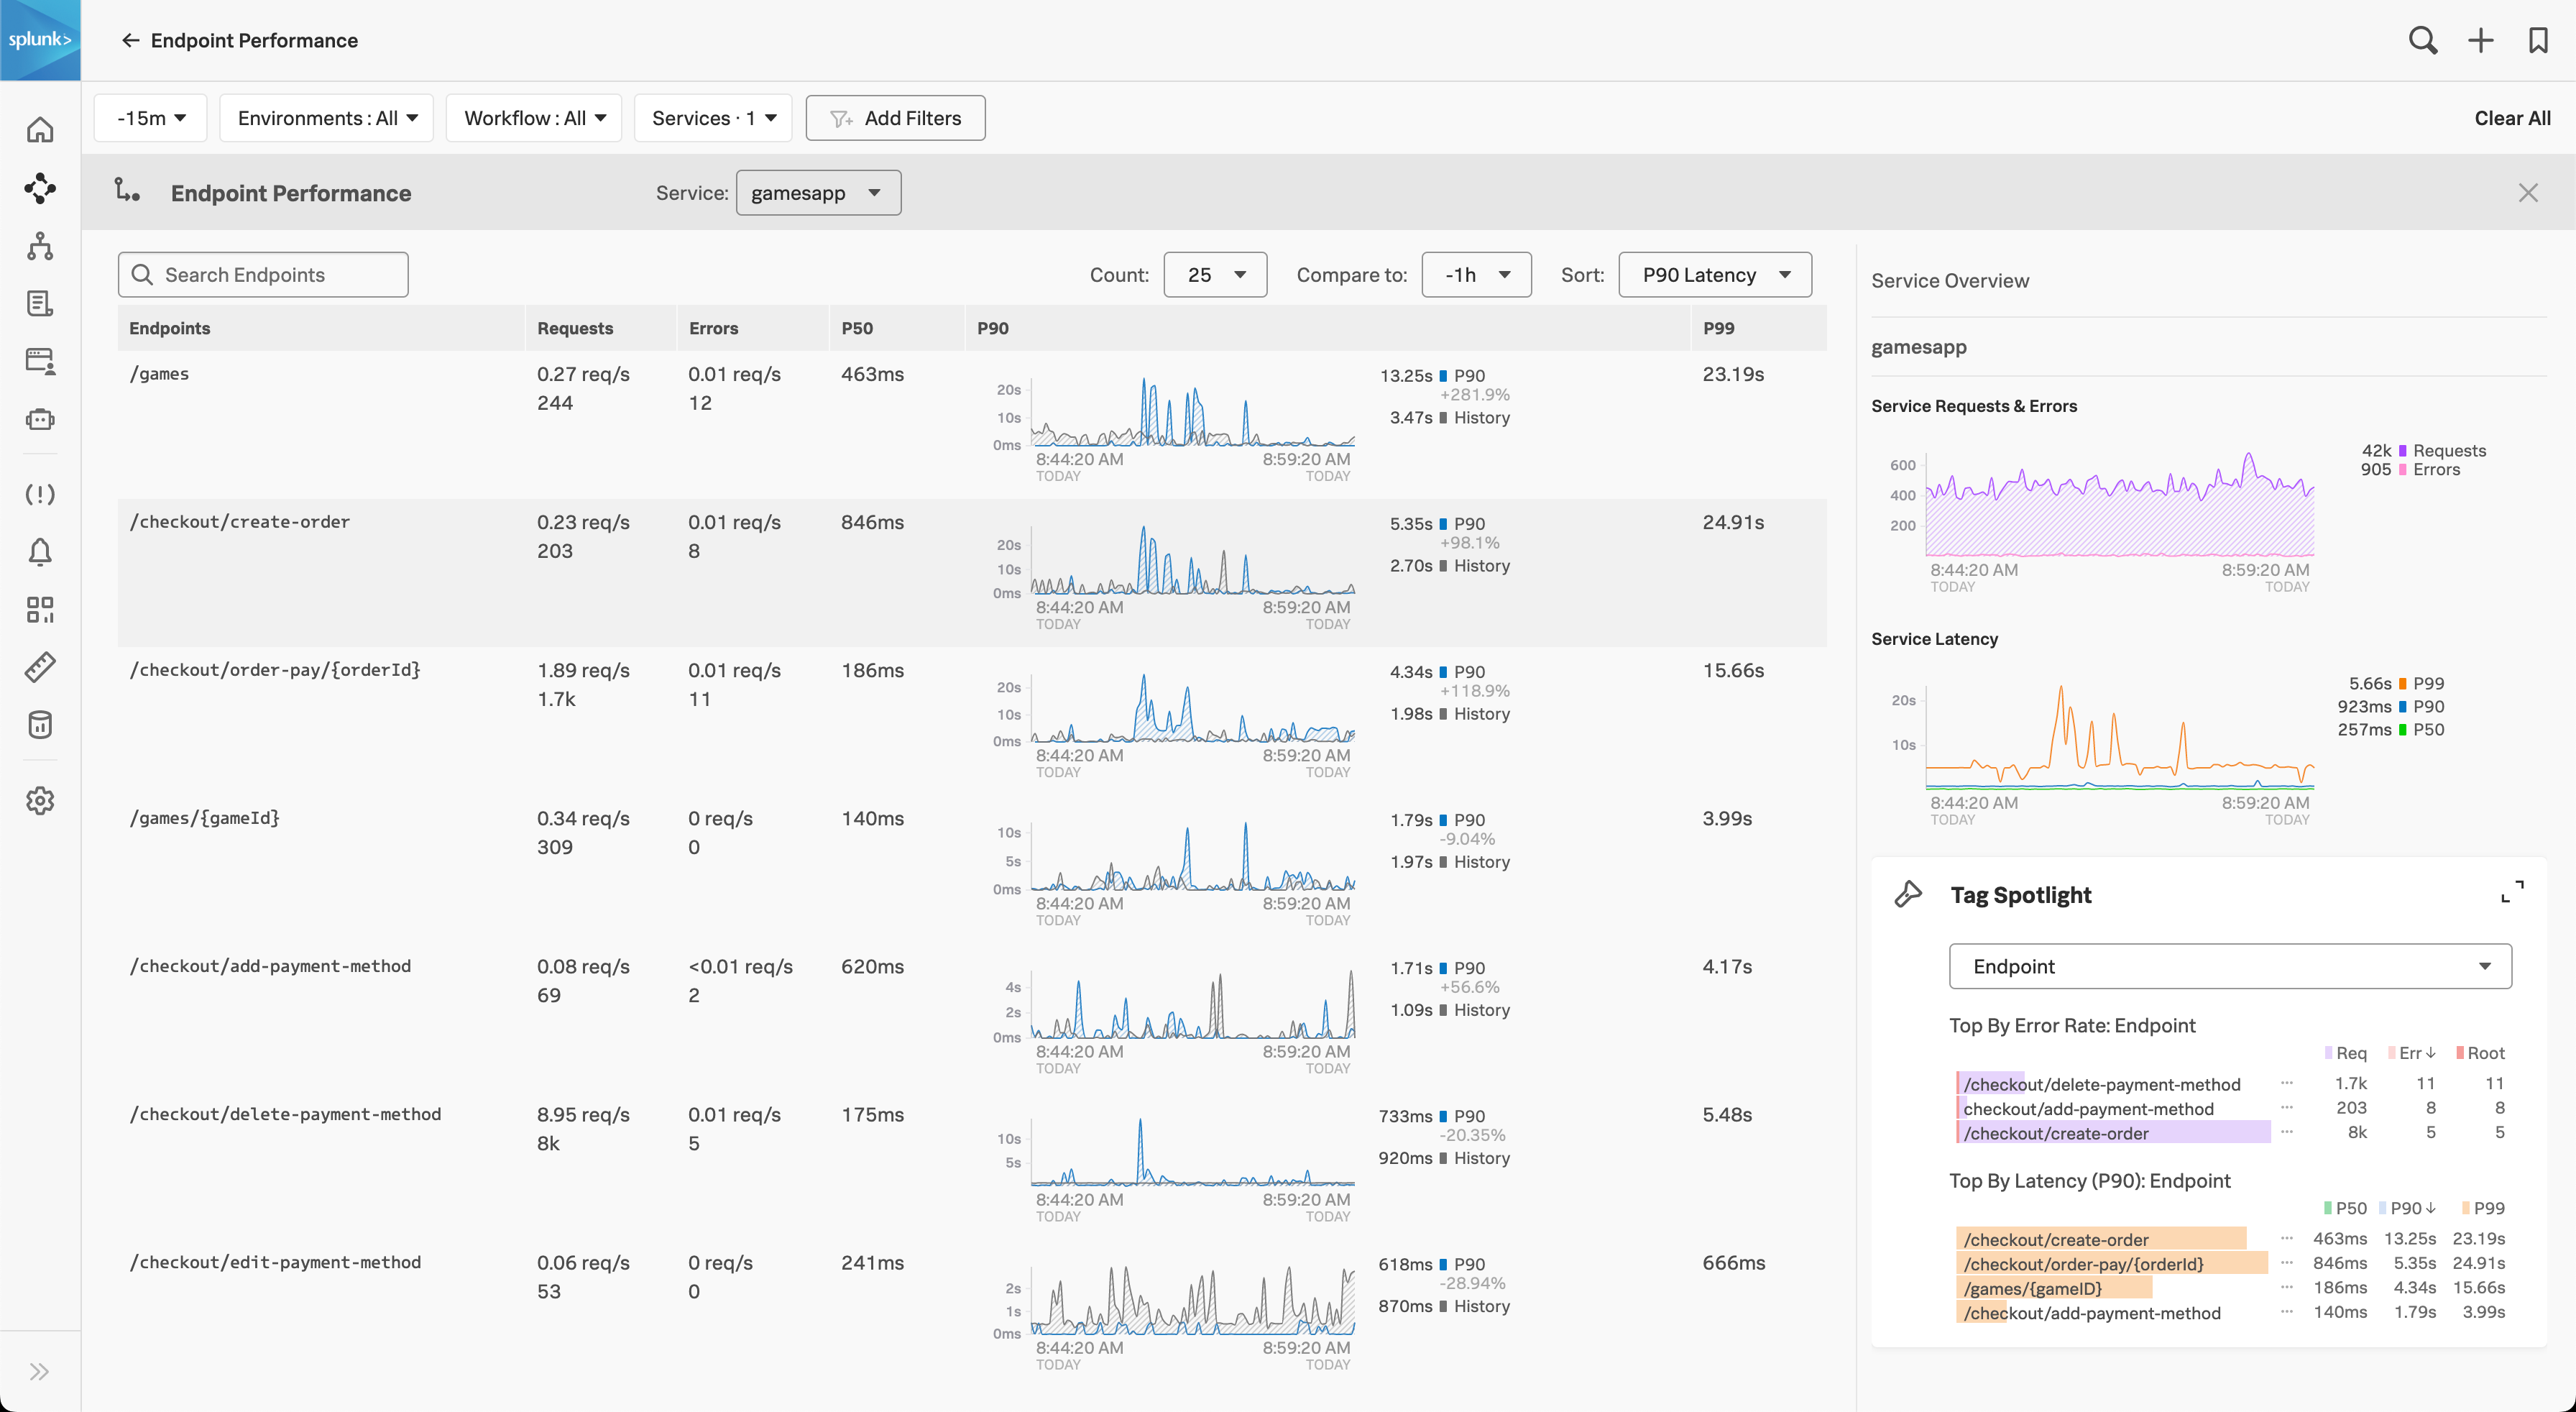 splunk>
Endpoint Performance
-15m
Environments : All
Workflow : All
Services · 1
Add Filters
Clear All
Endpoint Performance
Service:
gamesapp
Search Endpoints
Count:
25
Compare to:
-1h
Sort:
P90 Latency
Endpoints Requests Errors P50 P90 P99
/games
0.27 req/s
244
0.01 req/s
12
463ms
20s
10s
0ms
8:44:20 AM
TODAY
8:59:20 AM
TODAY
13.25s P90
+281.9%
3.47s History
23.19s
/checkout/create-order
0.23 req/s
203
0.01 req/s
8
846ms
20s
10s
0ms
8:44:20 AM
TODAY
8:59:20 AM
TODAY
5.35s P90
+98.1%
2.70s History
24.91s
/checkout/order-pay/{orderId}
1.89 req/s
1.7k
0.01 req/s
11
186ms
20s
10s
0ms
8:44:20 AM
TODAY
8:59:20 AM
TODAY
4.34s P90
+118.9%
1.98s History
15.66s
/games/{gameId}
0.34 req/s
309
0 req/s
0
140ms
10s
5s
0ms
8:44:20 AM
TODAY
8:59:20 AM
TODAY
1.79s P90
-9.04%
1.97s History
3.99s
/checkout/add-payment-method
0.08 req/s
69
<0.01 req/s
2
620ms
4s
2s
0ms
8:44:20 AM
TODAY
8:59:20 AM
TODAY
1.71s P90
+56.6%
1.09s History
4.17s
/checkout/delete-payment-method
8.95 req/s
8k
0.01 req/s
5
175ms
10s
5s
8:44:20 AM
TODAY
8:59:20 AM
TODAY
733ms P90
-20.35%
920ms History
5.48s
/checkout/edit-payment-method
0.06 req/s
53
0 req/s
0
241ms
2s
1s
0ms
8:44:20 AM
TODAY
8:59:20 AM
TODAY
618ms P90
-28.94%
870ms History
666ms
Service Overview
gamesapp
Service Requests & Errors
600
400
200
8:44:20 AM
TODAY
8:59:20 AM
TODAY
42k Requests
905 Errors
Service Latency
20s
10s
8:44:20 AM
TODAY
8:59:20 AM
TODAY
5.66s P99
923ms P90
257ms P50
Tag Spotlight
Endpoint
Top By Error Rate: Endpoint
Req Err↓ Root
/checkout/delete-payment-method ··· 1.7k 11 11
checkout/add-payment-method ··· 203 8 8
/checkout/create-order ··· 8k 5 5
Top By Latency (P90): Endpoint
P50 P90↓ P99
/checkout/create-order ··· 463ms 13.25s 23.19s
/checkout/order-pay/{orderId} ··· 846ms 5.35s 24.91s
/games/{gameID} ··· 186ms 4.34s 15.66s
/checkout/add-payment-method ··· 140ms 1.79s 3.99s